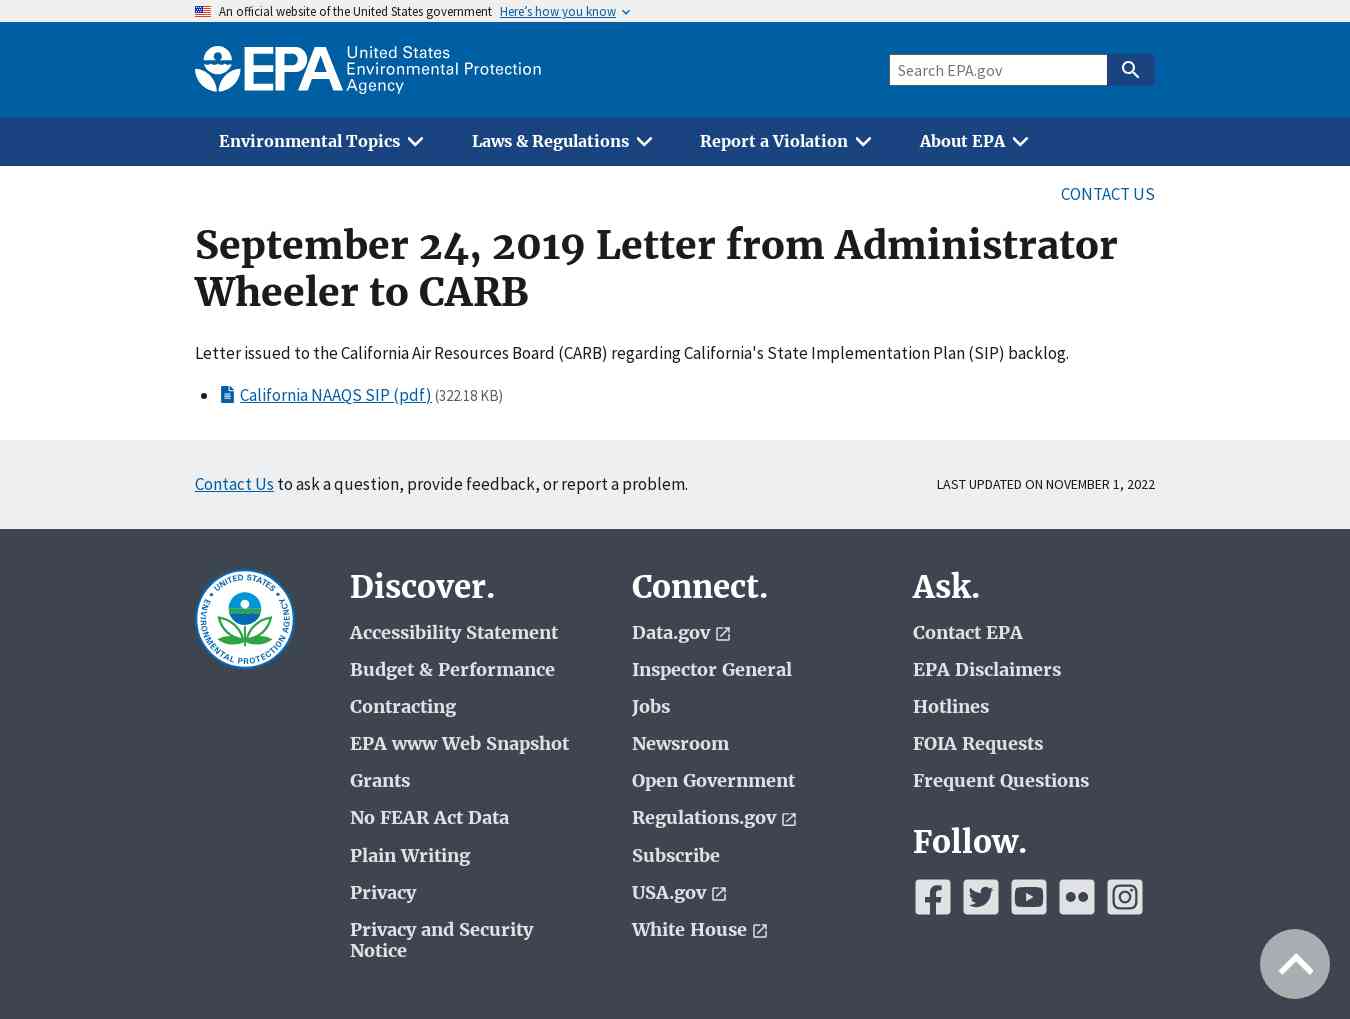 An official website of the United States government Here's how you know
EPA United States
Environmental Protection
Agency
Search EPA.gov
Environmental Topics Laws & Regulations Report a Violation About EPA
CONTACT US
September 24, 2019 Letter from Administrator
Wheeler to CARB
Letter issued to the California Air Resources Board (CARB) regarding California's State Implementation Plan (SIP) backlog.
• California NAAQS SIP (pdf) (322.18 KB)
Contact Us to ask a question, provide feedback, or report a problem.
LAST UPDATED ON NOVEMBER 1, 2022
UNITED STATES
ENVIRONMENTAL PROTECTION AGENCY
Discover.
Accessibility Statement
Budget & Performance
Contracting
EPA www Web Snapshot
Grants
No FEAR Act Data
Plain Writing
Privacy
Privacy and Security
Notice
Connect.
Data.gov
Inspector General
Jobs
Newsroom
Open Government
Regulations.gov
Subscribe
USA.gov
White House
Ask.
Contact EPA
EPA Disclaimers
Hotlines
FOIA Requests
Frequent Questions
Follow.